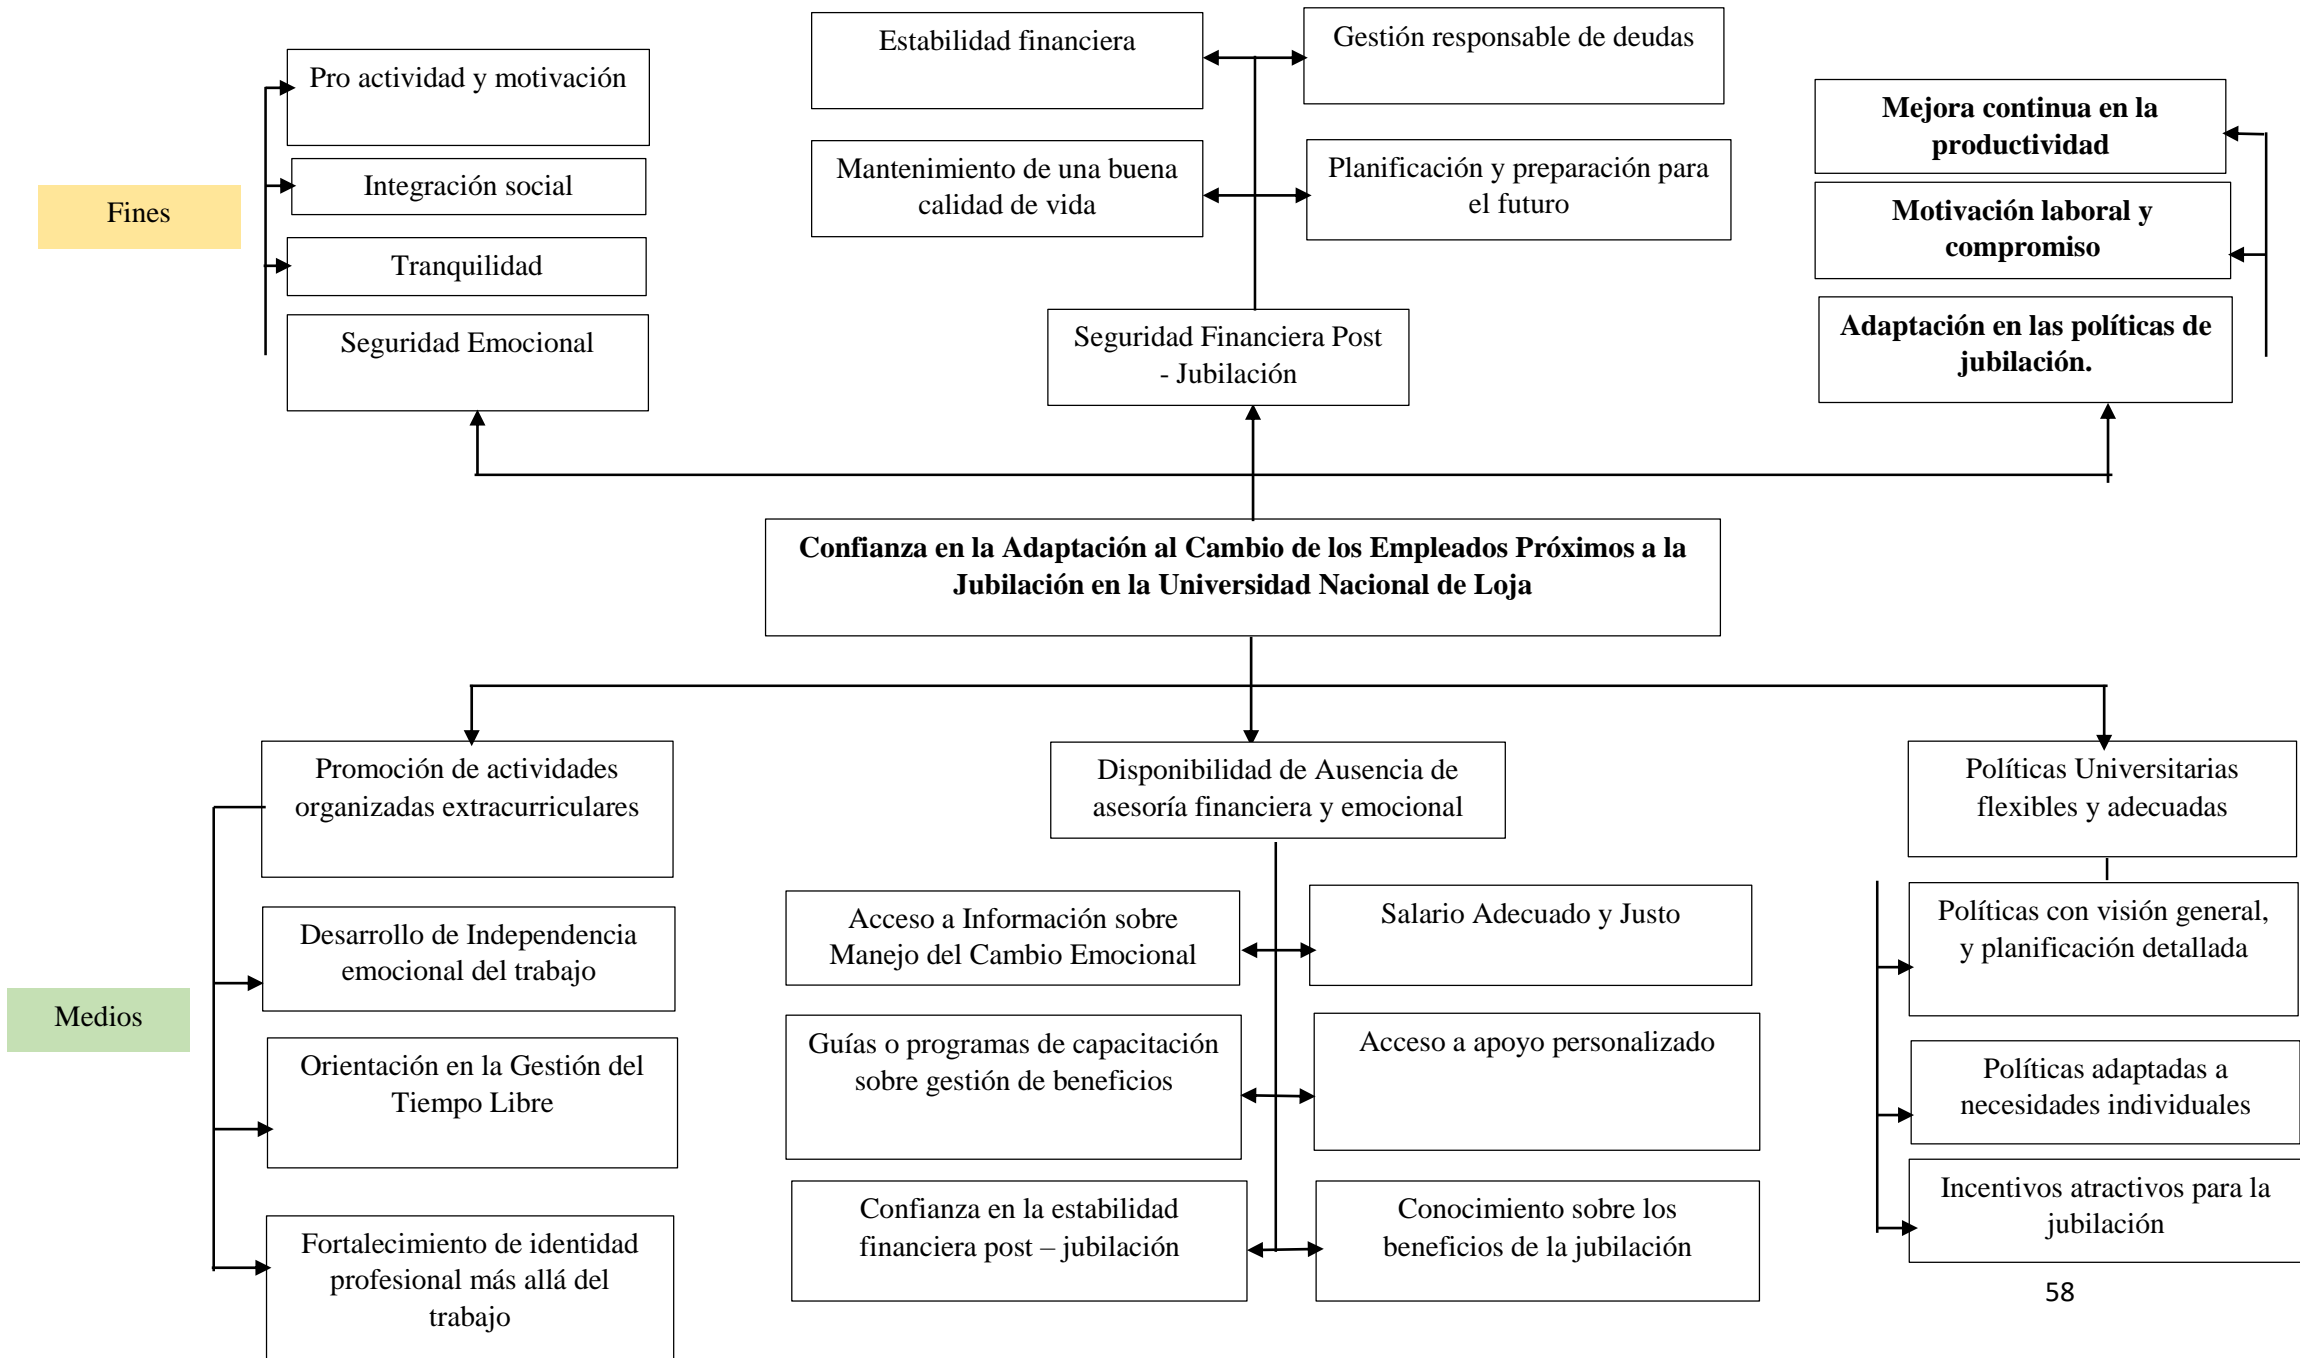 Estabilidad financiera
Gestión responsable de deudas
Pro actividad y motivación
Mejora continua en la
productividad
Mantenimiento de una buena
calidad de vida
Planificación y preparación para
el futuro
Integración social
Fines
Motivación laboral y
compromiso
Tranquilidad
Seguridad Emocional
Seguridad Financiera Post
- Jubilación
Adaptación en las políticas de
jubilación.
Confianza en la Adaptación al Cambio de los Empleados Próximos a la
Jubilación en la Universidad Nacional de Loja
Promoción de actividades
organizadas extracurriculares
Disponibilidad de Ausencia de
asesoría financiera y emocional
Políticas Universitarias
flexibles y adecuadas
Desarrollo de Independencia
emocional del trabajo
Acceso a Información sobre
Manejo del Cambio Emocional
Salario Adecuado y Justo
Políticas con visión general,
y planificación detallada
Medios
Orientación en la Gestión del
Tiempo Libre
Guías o programas de capacitación
sobre gestión de beneficios
Acceso a apoyo personalizado
Políticas adaptadas a
necesidades individuales
Fortalecimiento de identidad
profesional más allá del
trabajo
Confianza en la estabilidad
financiera post – jubilación
Conocimiento sobre los
beneficios de la jubilación
Incentivos atractivos para la
jubilación
58